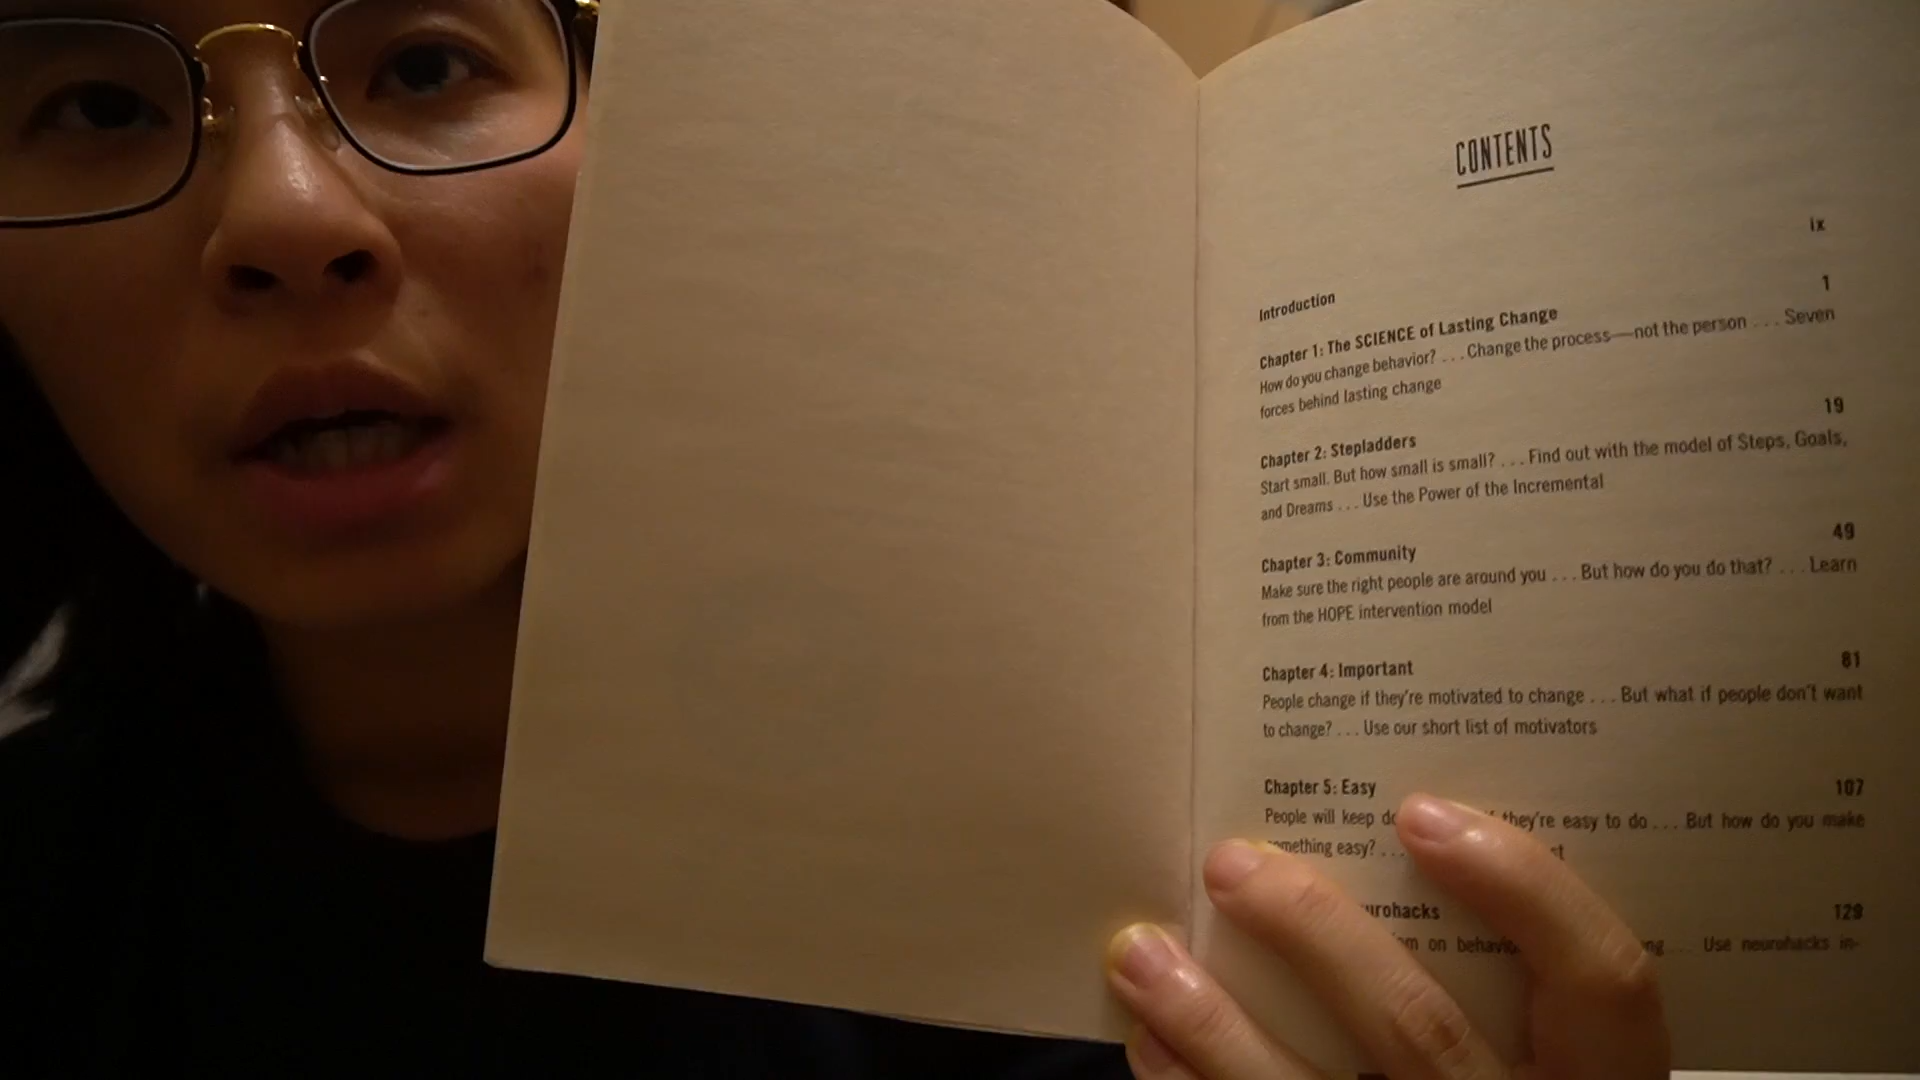 CONTENTS
ix
Introduction
1
Chapter 1: The SCIENCE of Lasting Change
How do you change behavior? . . . Change the process—not the person . . . Seven
forces behind lasting change
19
Chapter 2: Stepladders
Start small. But how small is small? . . . Find out with the model of Steps, Goals,
and Dreams . . . Use the Power of the Incremental
49
Chapter 3: Community
Make sure the right people are around you . . . But how do you do that? . . . Learn
from the HOPE intervention model
Chapter 4: Important 81
People change if they're motivated to change . . . But what if people don't want
to change? . . . Use our short list of motivators
Chapter 5: Easy 107
People will keep they're easy to do . . . But how do you make
something easy? . . .
129
on Use neurohacks in-